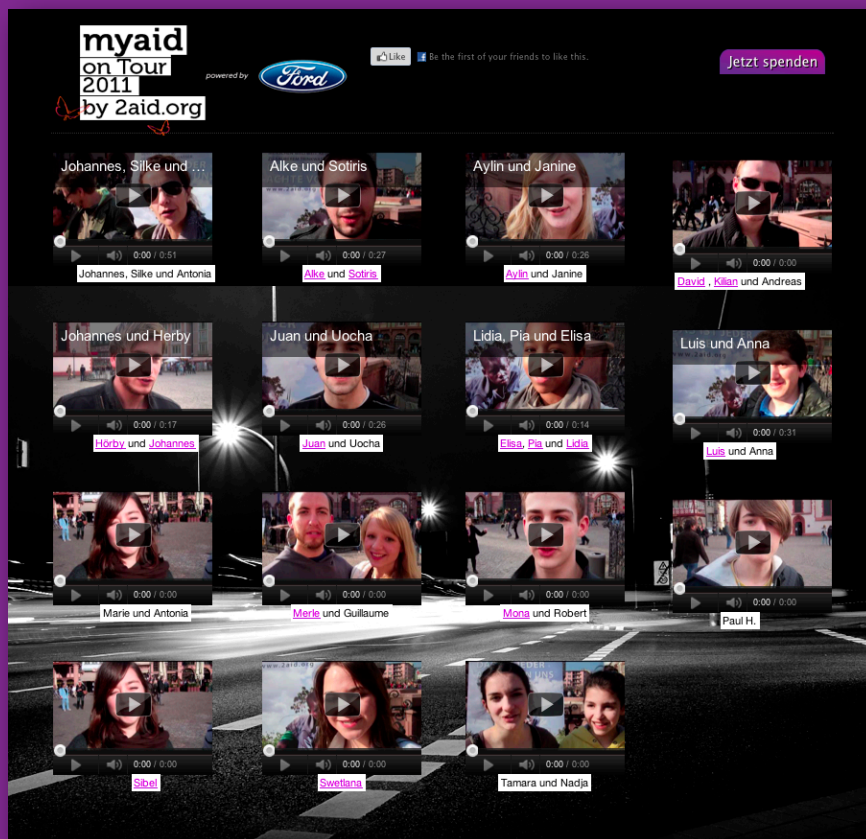 myaid
on Tour
2011
by 2aid.org
powered by
Ford
Like
Be the first of your friends to like this.
Jetzt spenden
Johannes, Silke und ...
0:00 / 0:51
Johannes, Silke und Antonia
Alke und Sotiris
0:00 / 0:27
Alke und Sotiris
Aylin und Janine
0:00 / 0:26
Aylin und Janine
0:00 / 0:00
David , Kilian und Andreas
Johannes und Herby
0:00 / 0:17
Hörby und Johannes
Juan und Uocha
0:00 / 0:26
Juan und Uocha
Lidia, Pia und Elisa
0:00 / 0:14
Elisa, Pia und Lidia
Luis und Anna
0:00 / 0:31
Luis und Anna
0:00 / 0:00
Marie und Antonia
0:00 / 0:00
Merle und Guillaume
0:00 / 0:00
Mona und Robert
0:00 / 0:00
Paul H.
0:00 / 0:00
Sibel
www.2aid.org
0:00 / 0:00
Swetlana
0:00 / 0:00
Tamara und Nadja